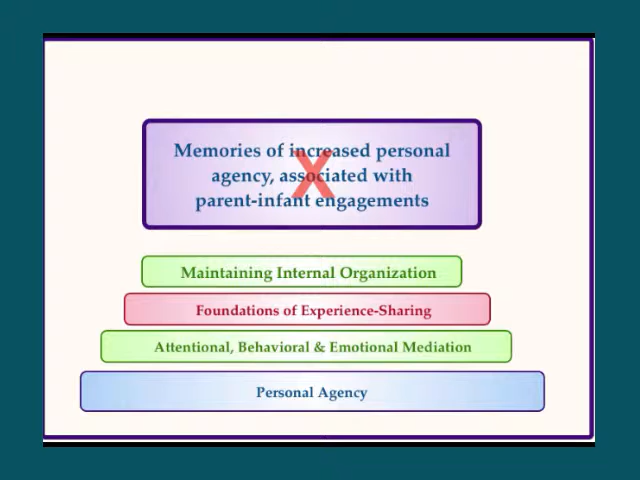 Memories of increased personal
agency, associated with
parent-infant engagements
X
Maintaining Internal Organization
Foundations of Experience-Sharing
Attentional, Behavioral & Emotional Mediation
Personal Agency